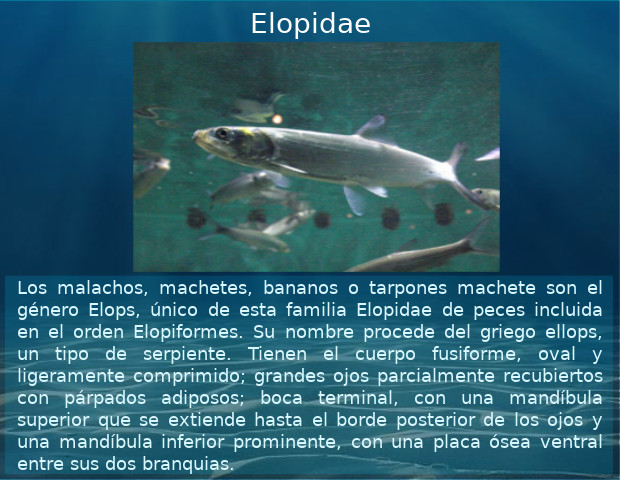 Elopidae
Los malachos, machetes, bananos o tarpones machete son el
género Elops, único de esta familia Elopidae de peces incluida
en el orden Elopiformes. Su nombre procede del griego ellops,
un tipo de serpiente. Tienen el cuerpo fusiforme, oval y
ligeramente comprimido; grandes ojos parcialmente recubiertos
con párpados adiposos; boca terminal, con una mandíbula
superior que se extiende hasta el borde posterior de los ojos y
una mandíbula inferior prominente, con una placa ósea ventral
entre sus dos branquias.